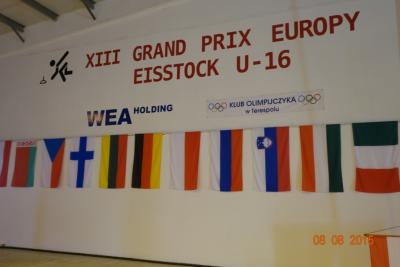 XIII GRAND PRIX EUROPY
EISSTOCK U-16
WEA HOLDING
KLUB OLIMPIJCZYKA
w Terespolu
08 08 2015